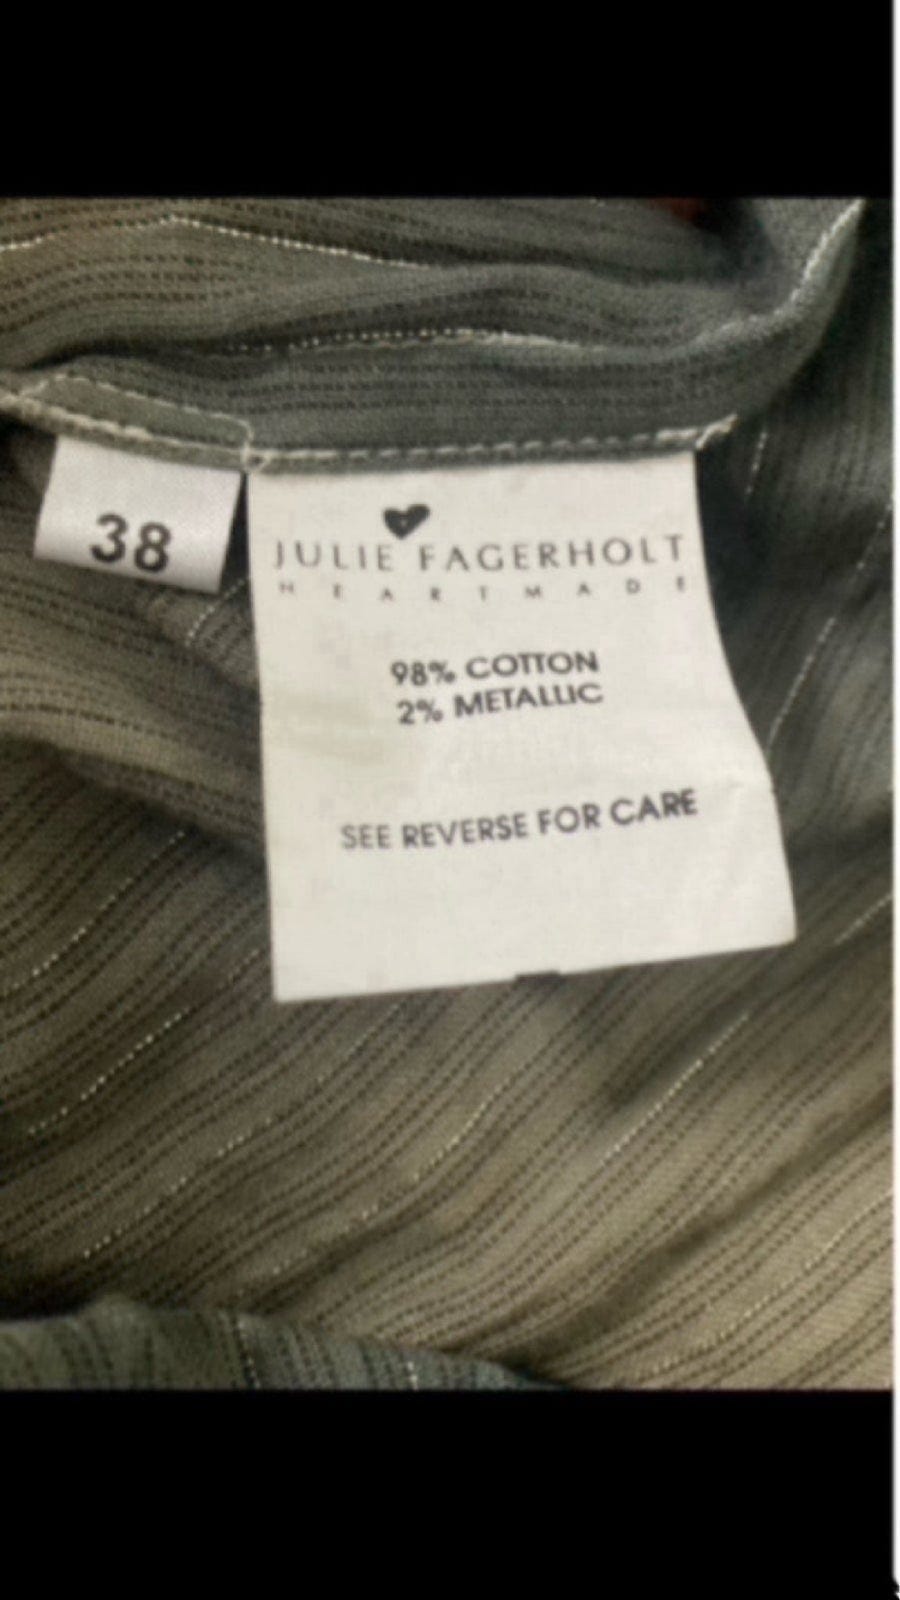 38
JULIE FAGERHOLT
HEARTMADE
98% COTTON
2% METALLIC
SEE REVERSE FOR CARE